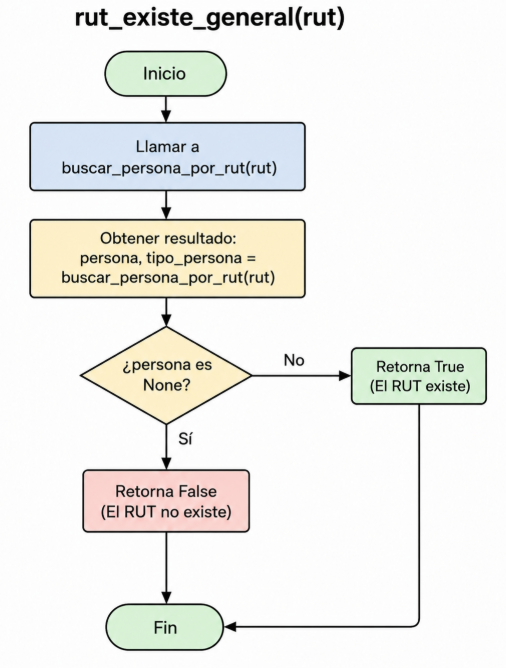 rut_existe_general(rut)
Inicio
Llamar a
buscar_persona_por_rut(rut)
Obtener resultado:
persona, tipo_persona =
buscar_persona_por_rut(rut)
¿persona es
None?
No
Retorna True
(El RUT existe)
Sí
Retorna False
(El RUT no existe)
Fin